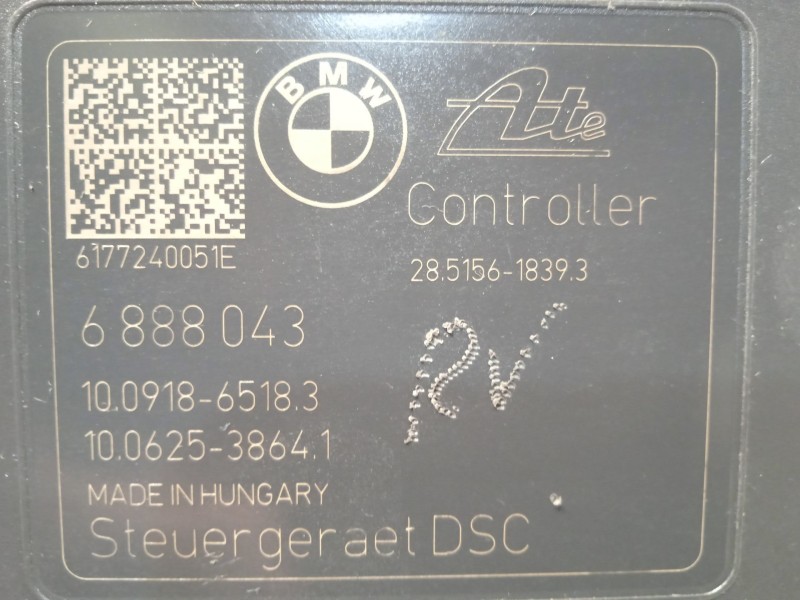 BMW
Ate
Controller
6177240051E
28.5156-1839.3
6 888 043
RV
10.0918-6518.3
10.0625-3864.1
MADE IN HUNGARY
Steuergeraet DSC